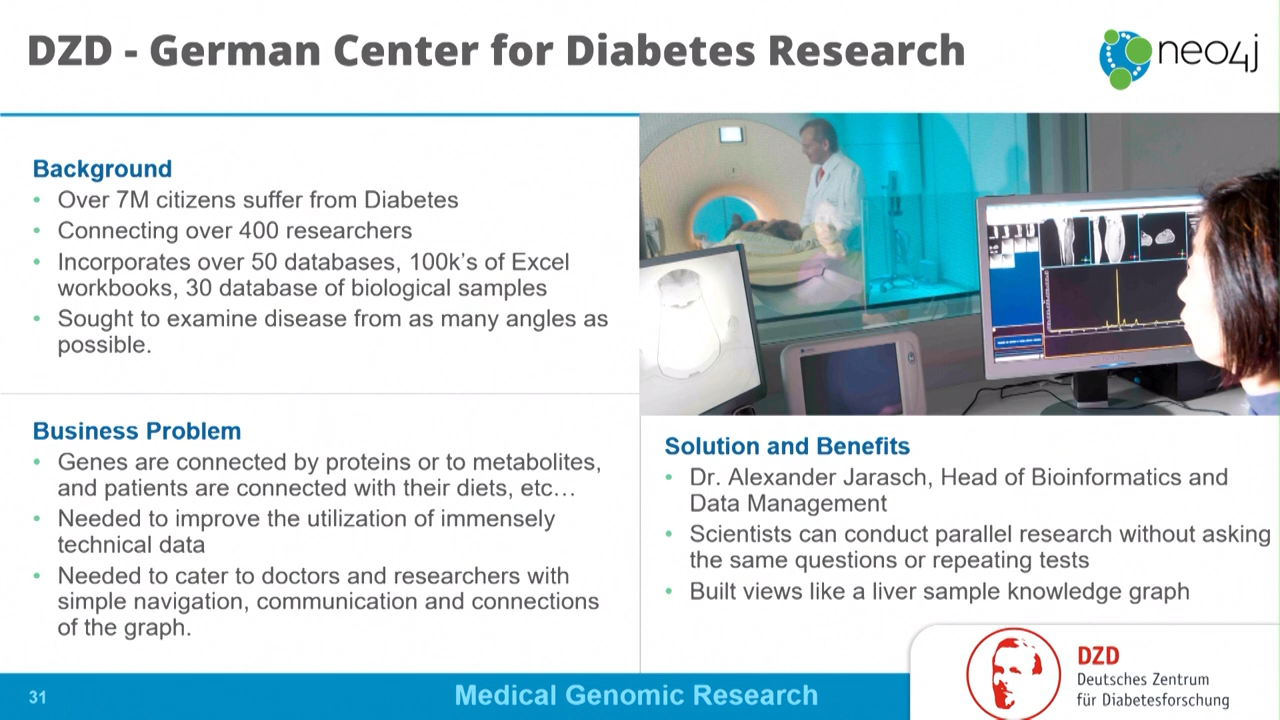 DZD - German Center for Diabetes Research
neo4j
Background
• Over 7M citizens suffer from Diabetes
• Connecting over 400 researchers
• Incorporates over 50 databases, 100k’s of Excel
workbooks, 30 database of biological samples
• Sought to examine disease from as many angles as
possible.
Business Problem
• Genes are connected by proteins or to metabolites,
and patients are connected with their diets, etc…
• Needed to improve the utilization of immensely
technical data
• Needed to cater to doctors and researchers with
simple navigation, communication and connections
of the graph.
Solution and Benefits
• Dr. Alexander Jarasch, Head of Bioinformatics and
Data Management
• Scientists can conduct parallel research without asking
the same questions or repeating tests
• Built views like a liver sample knowledge graph
31
Medical Genomic Research
DZD
Deutsches Zentrum
für Diabetesforschung